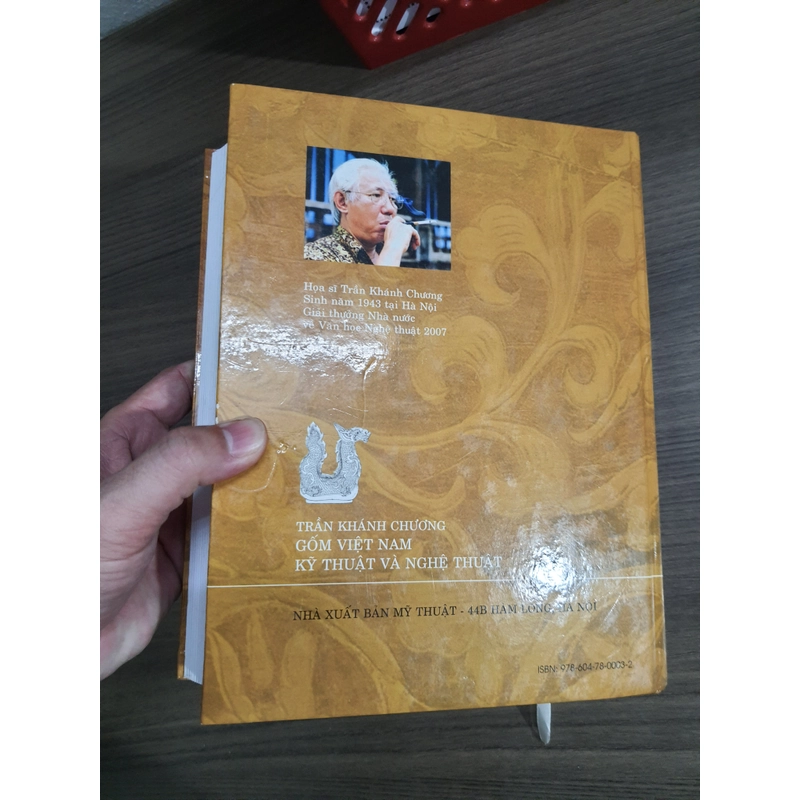 Họa sĩ Trần Khánh Chương
Sinh năm 1943 tại Hà Nội
Giải thưởng Nhà nước
về Văn học Nghệ thuật 2007
TRẦN KHÁNH CHƯƠNG
GỐM VIỆT NAM
KỸ THUẬT VÀ NGHỆ THUẬT
NHÀ XUẤT BẢN MỸ THUẬT - 44B HÀM LONG, HÀ NỘI
ISBN: 978-604-78-0003-2